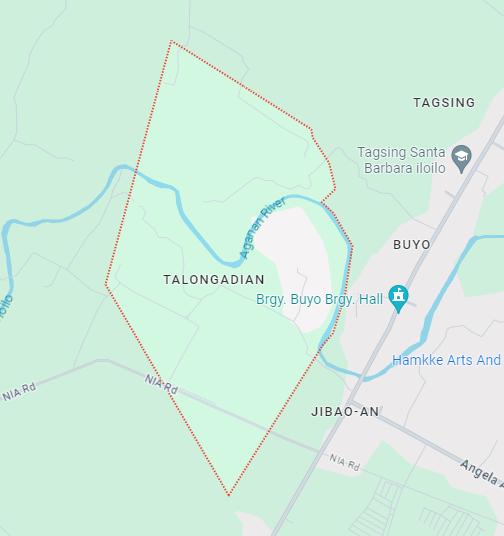 TAGSING
Tagsing Santa
Barbara iloilo
Aganan River
BUYO
TALONGADIAN
Brgy. Buyo Brgy. Hall
Hamkke Arts And
NIA Rd
NIA Rd
JIBAO-AN
NIA Rd
Angela A